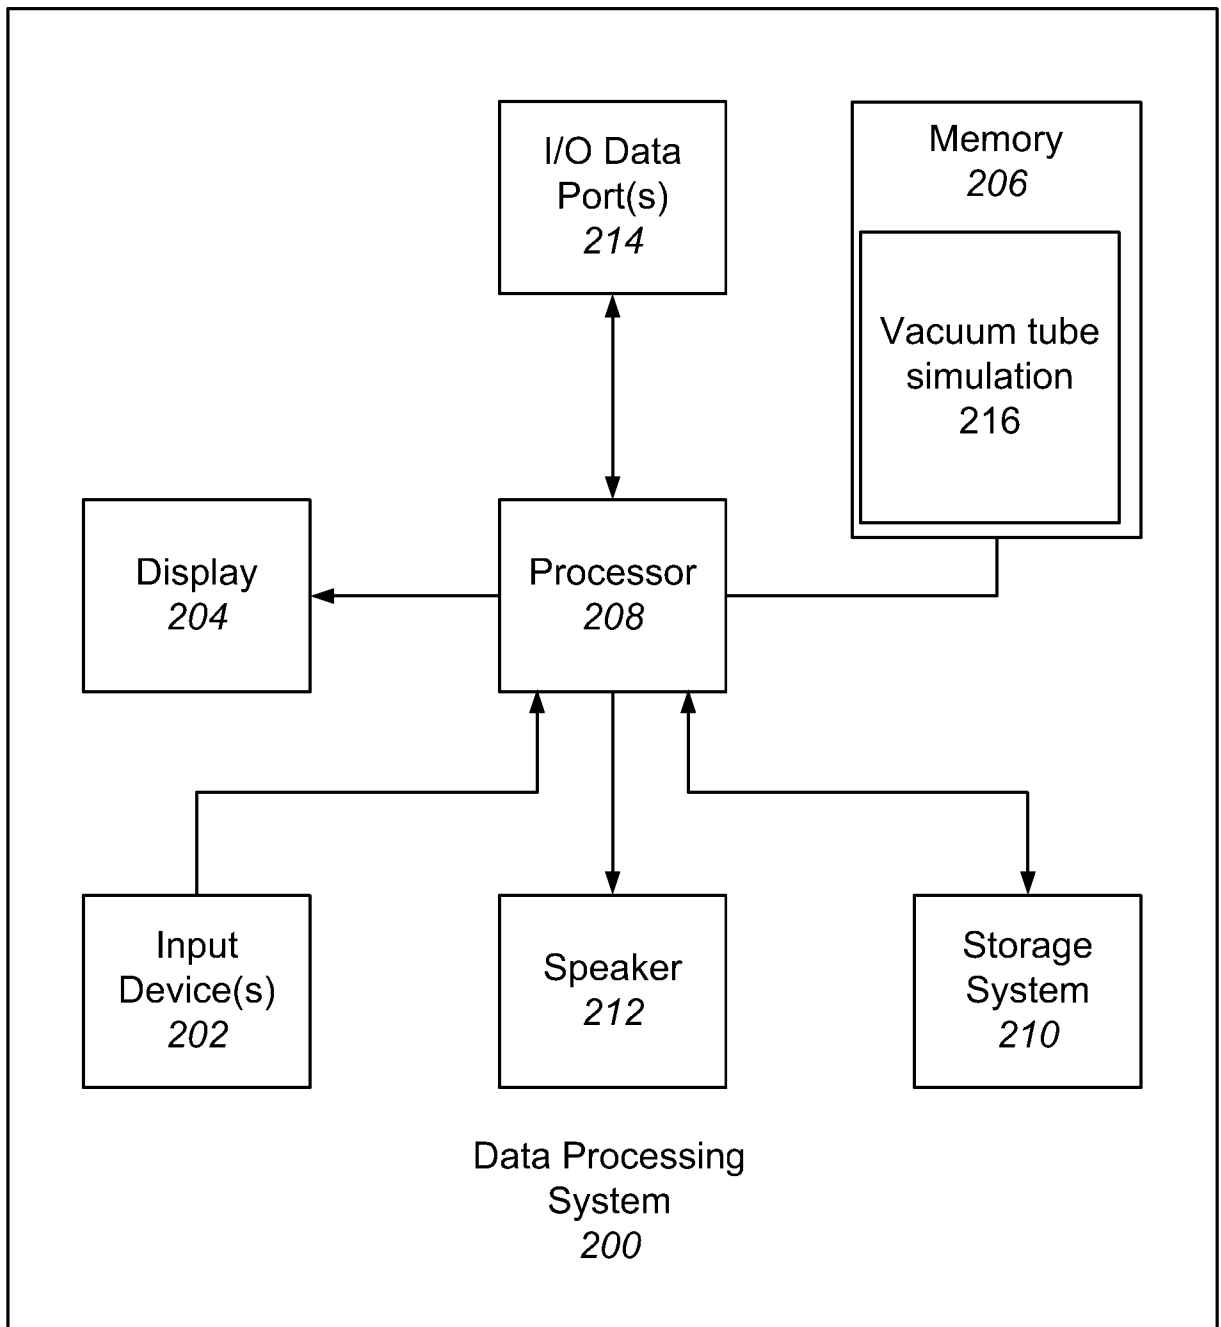 I/O Data
Port(s)
214
Memory
206
Vacuum tube
simulation
216
Display
204
Processor
208
Input
Device(s)
202
Speaker
212
Storage
System
210
Data Processing
System
200